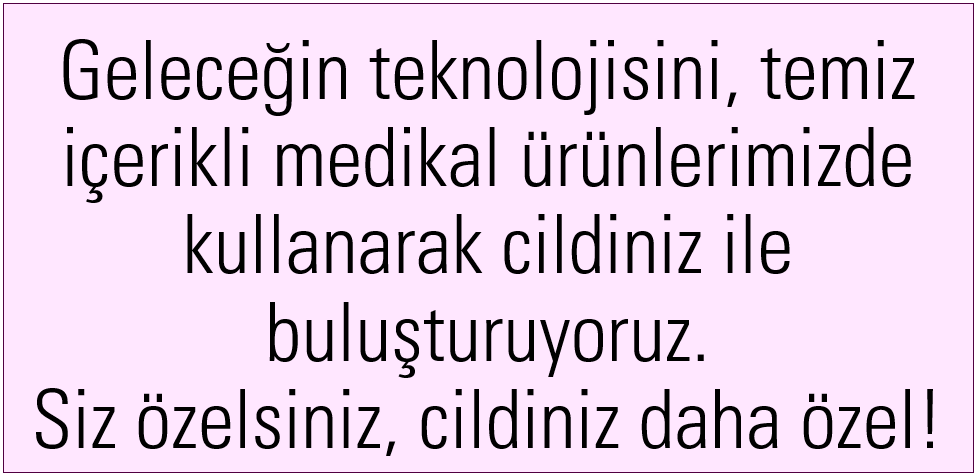 Geleceğin teknolojisini, temiz
içerikli medikal ürünlerimizde
kullanarak cildiniz ile
buluşturuyoruz.
Siz özelsiniz, cildiniz daha özel!